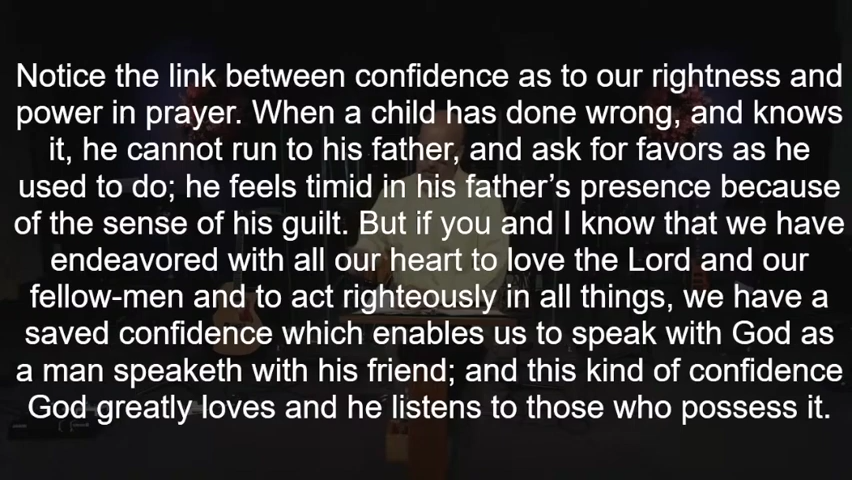 Notice the link between confidence as to our rightness and
power in prayer. When a child has done wrong, and knows
it, he cannot run to his father, and ask for favors as he
used to do; he feels timid in his father’s presence because
of the sense of his guilt. But if you and I know that we have
endeavored with all our heart to love the Lord and our
fellow-men and to act righteously in all things, we have a
saved confidence which enables us to speak with God as
a man speaketh with his friend; and this kind of confidence
God greatly loves and he listens to those who possess it.